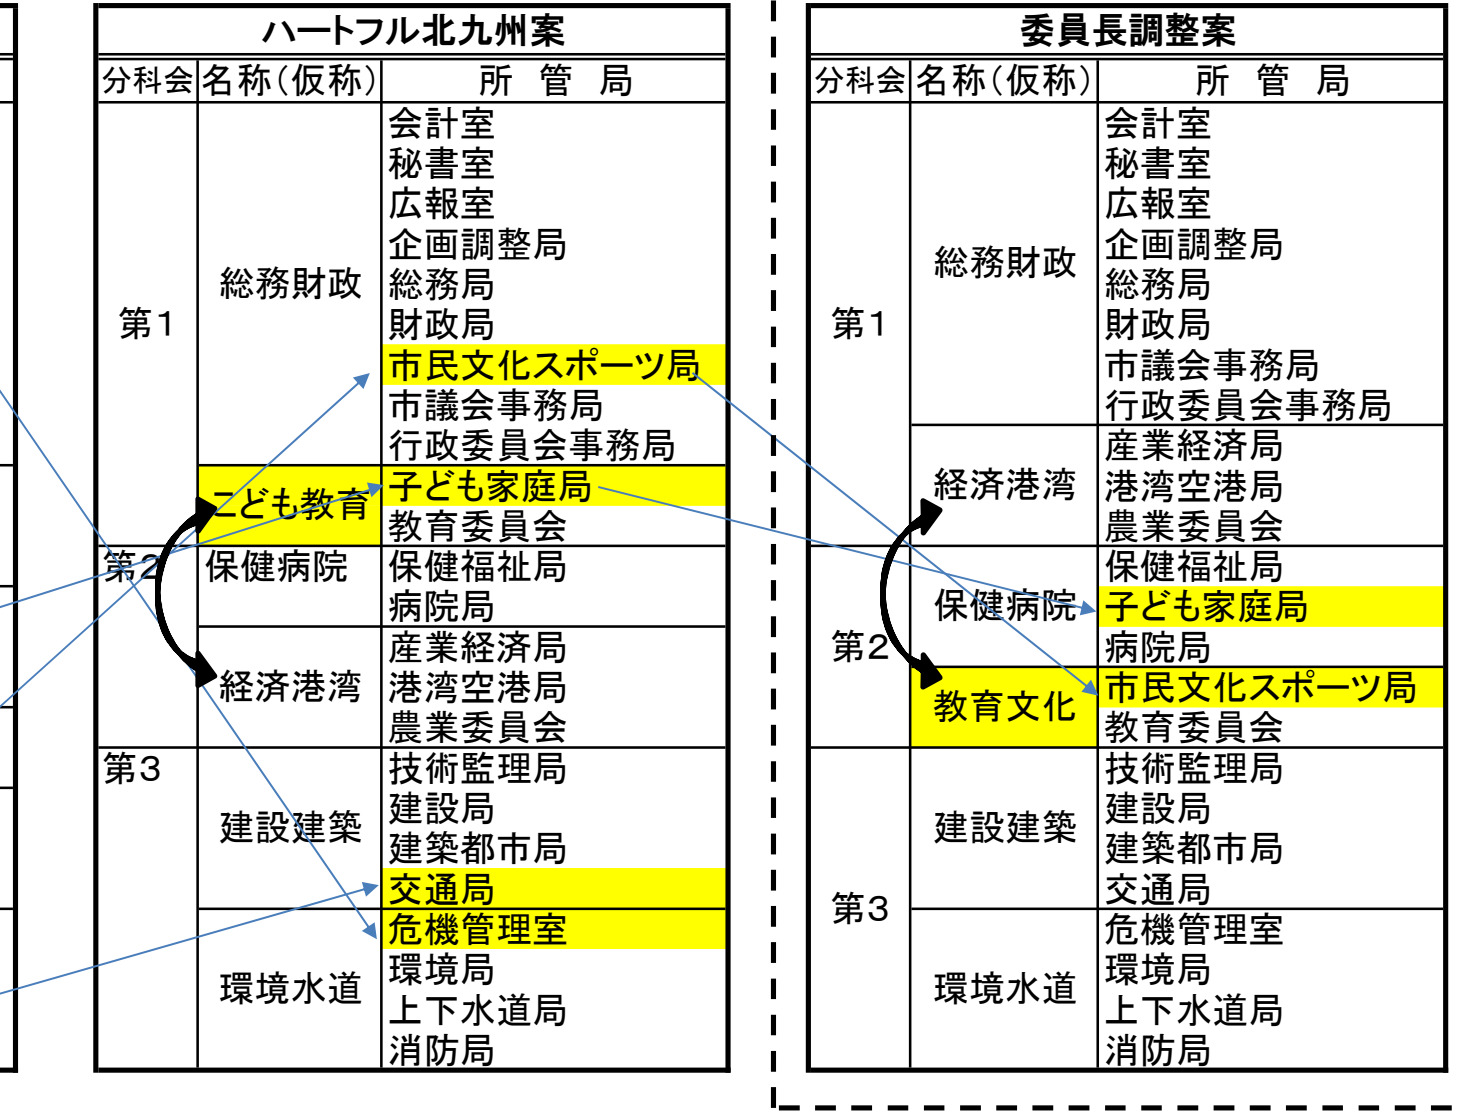 ハートフル北九州案
分科会 名称(仮称) 所 管 局
第1
総務財政
会計室
秘書室
広報室
企画調整局
総務局
財政局
市民文化スポーツ局
市議会事務局
行政委員会事務局
こども教育
子ども家庭局
教育委員会
第2
保健病院
保健福祉局
病院局
経済港湾
産業経済局
港湾空港局
農業委員会
第3
建設建築
技術監理局
建設局
建築都市局
交通局
環境水道
危機管理室
環境局
上下水道局
消防局
委員長調整案
分科会 名称(仮称) 所 管 局
第1
総務財政
会計室
秘書室
広報室
企画調整局
総務局
財政局
市議会事務局
行政委員会事務局
経済港湾
産業経済局
港湾空港局
農業委員会
第2
保健病院
保健福祉局
子ども家庭局
病院局
教育文化
市民文化スポーツ局
教育委員会
第3
建設建築
技術監理局
建設局
建築都市局
交通局
環境水道
危機管理室
環境局
上下水道局
消防局